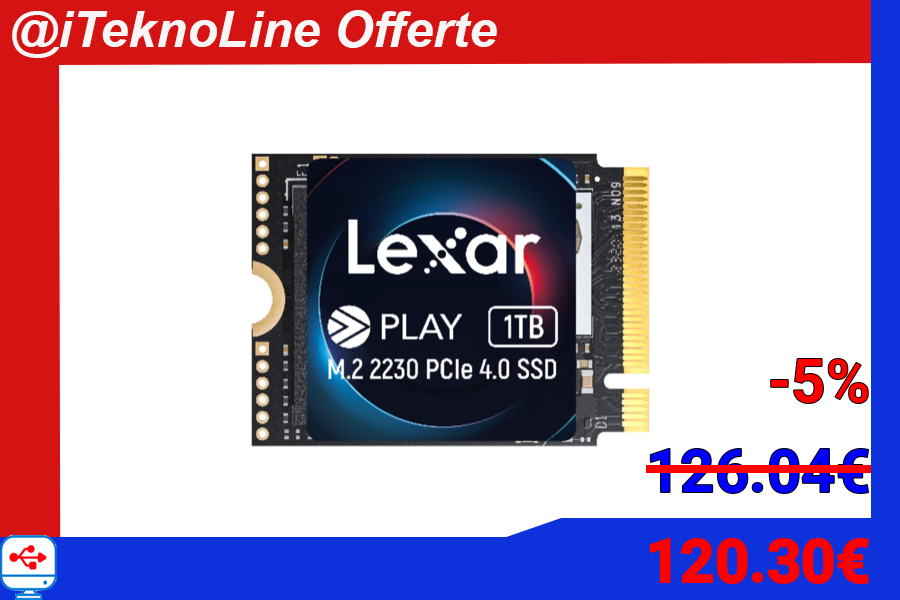 @iTeknoLine Offerte
Lexar
PLAY 1TB
M.2 2230 PCIe 4.0 SSD
-5%
126.04€
120.30€